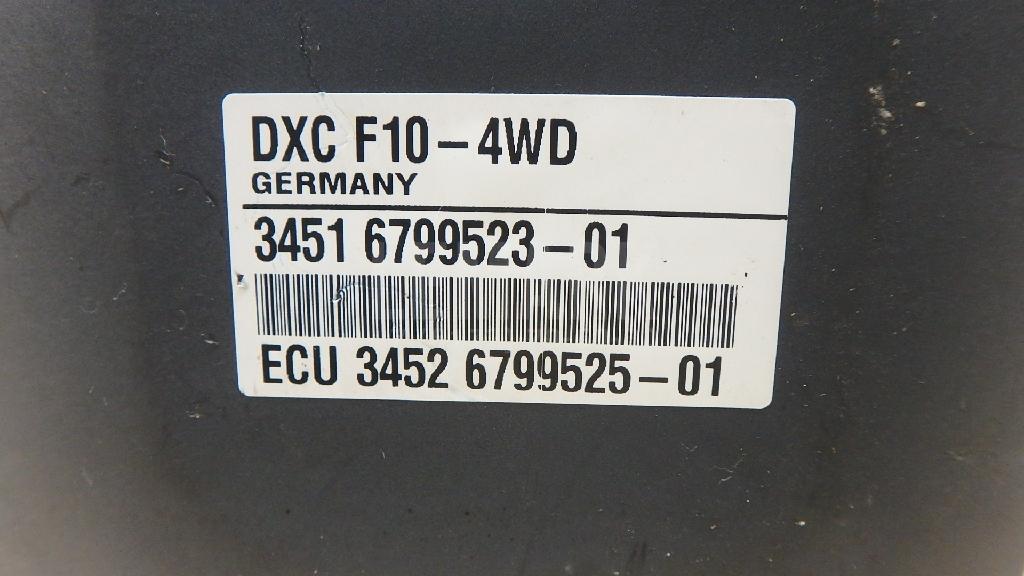 DXC F10-4WD
GERMANY
3451 6799523-01
ECU 3452 6799525-01